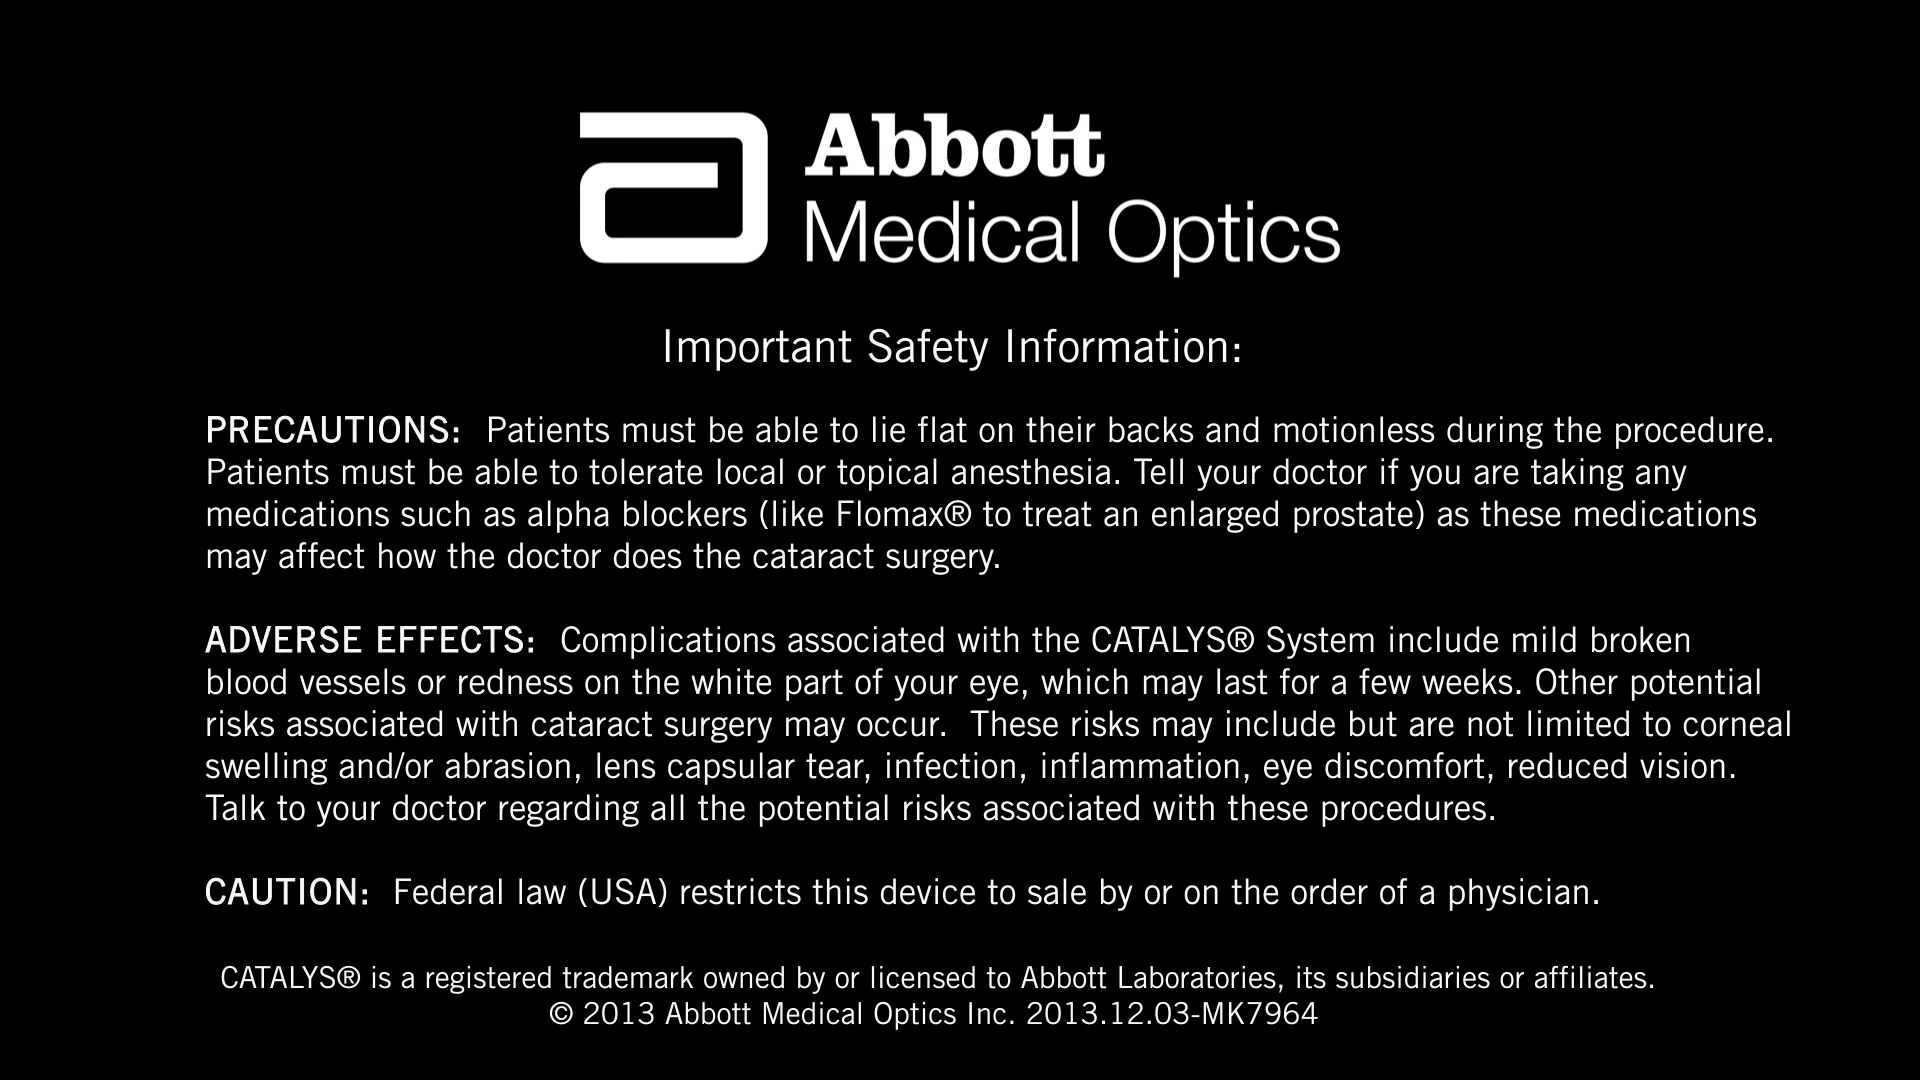 Abbott
Medical Optics
Important Safety Information:
PRECAUTIONS:  Patients must be able to lie flat on their backs and motionless during the procedure.
Patients must be able to tolerate local or topical anesthesia. Tell your doctor if you are taking any
medications such as alpha blockers (like Flomax® to treat an enlarged prostate) as these medications
may affect how the doctor does the cataract surgery.
ADVERSE EFFECTS:  Complications associated with the CATALYS® System include mild broken
blood vessels or redness on the white part of your eye, which may last for a few weeks. Other potential
risks associated with cataract surgery may occur.  These risks may include but are not limited to corneal
swelling and/or abrasion, lens capsular tear, infection, inflammation, eye discomfort, reduced vision.
Talk to your doctor regarding all the potential risks associated with these procedures.
CAUTION:  Federal law (USA) restricts this device to sale by or on the order of a physician.
CATALYS® is a registered trademark owned by or licensed to Abbott Laboratories, its subsidiaries or affiliates.
© 2013 Abbott Medical Optics Inc. 2013.12.03-MK7964